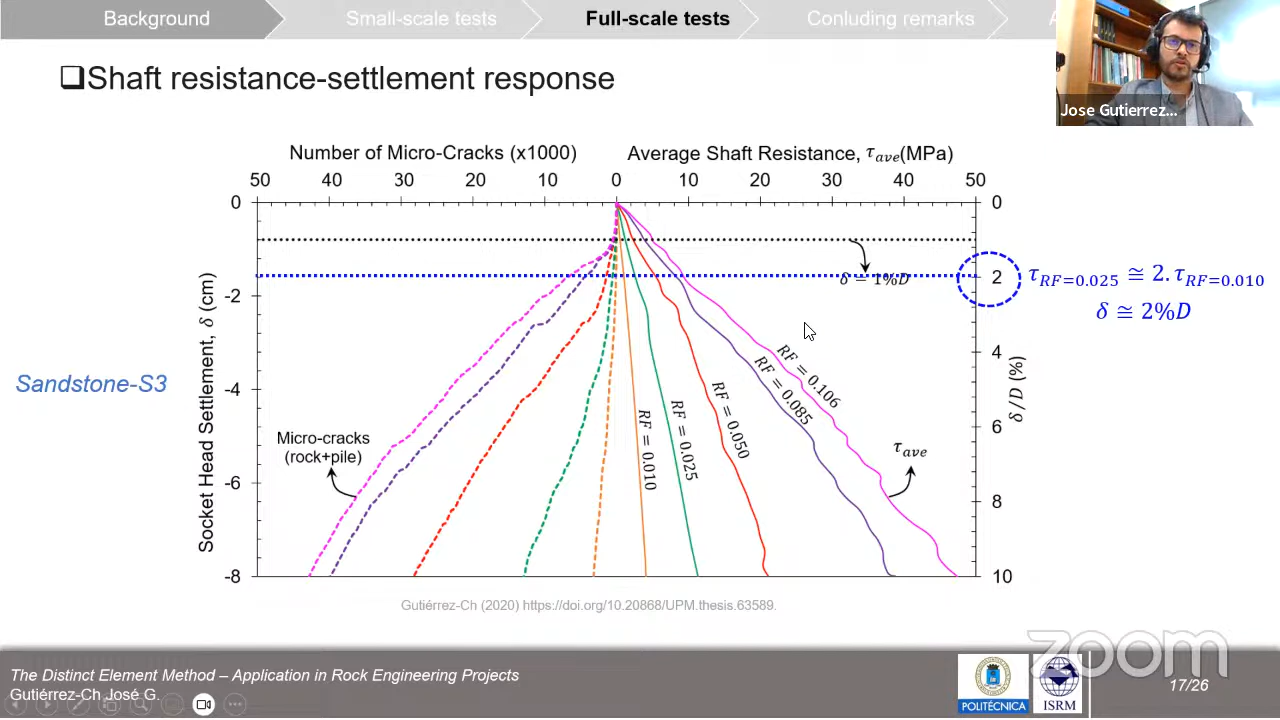 Background
Small-scale tests
Full-scale tests
Conluding remarks
A
Jose Gutierrez...
❑Shaft resistance-settlement response
Number of Micro-Cracks (x1000)
Average Shaft Resistance, τave(MPa)
50 40 30 20 10 0 10 20 30 40 50
0
-2
-4
-6
-8
Socket Head Settlement, δ (cm)
0
2
4
6
8
10
δ/D (%)
δ = 1%D
τRF=0.025 ≅ 2. τRF=0.010
δ ≅ 2%D
Sandstone-S3
Micro-cracks
(rock+pile)
RF = 0.010
RF = 0.025
RF = 0.050
RF = 0.085
RF = 0.106
τave
Gutiérrez-Ch (2020) https://doi.org/10.20868/UPM.thesis.63589.
zoom
The Distinct Element Method – Application in Rock Engineering Projects
Gutiérrez-Ch José G.
POLITÉCNICA
ISRM
17/26